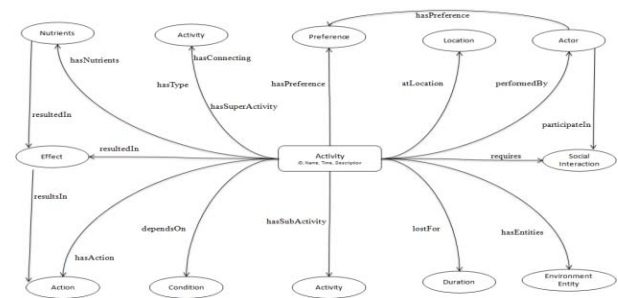 hasPreference
Nutrients
Activity
Preference
Location
Actor
hasNutrients
hasConnecting
hasType
hasPreference
atLocation
performedBy
hasSuperActivity
resultedIn
participateIn
Effect
resultedIn
Activity
ID, Name, Time, Descriptor
requires
Social
Interaction
resultsIn
hasSubActivity
dependsOn
lostFor
hasEntities
hasAction
Action
Condition
Activity
Duration
Environment
Entity